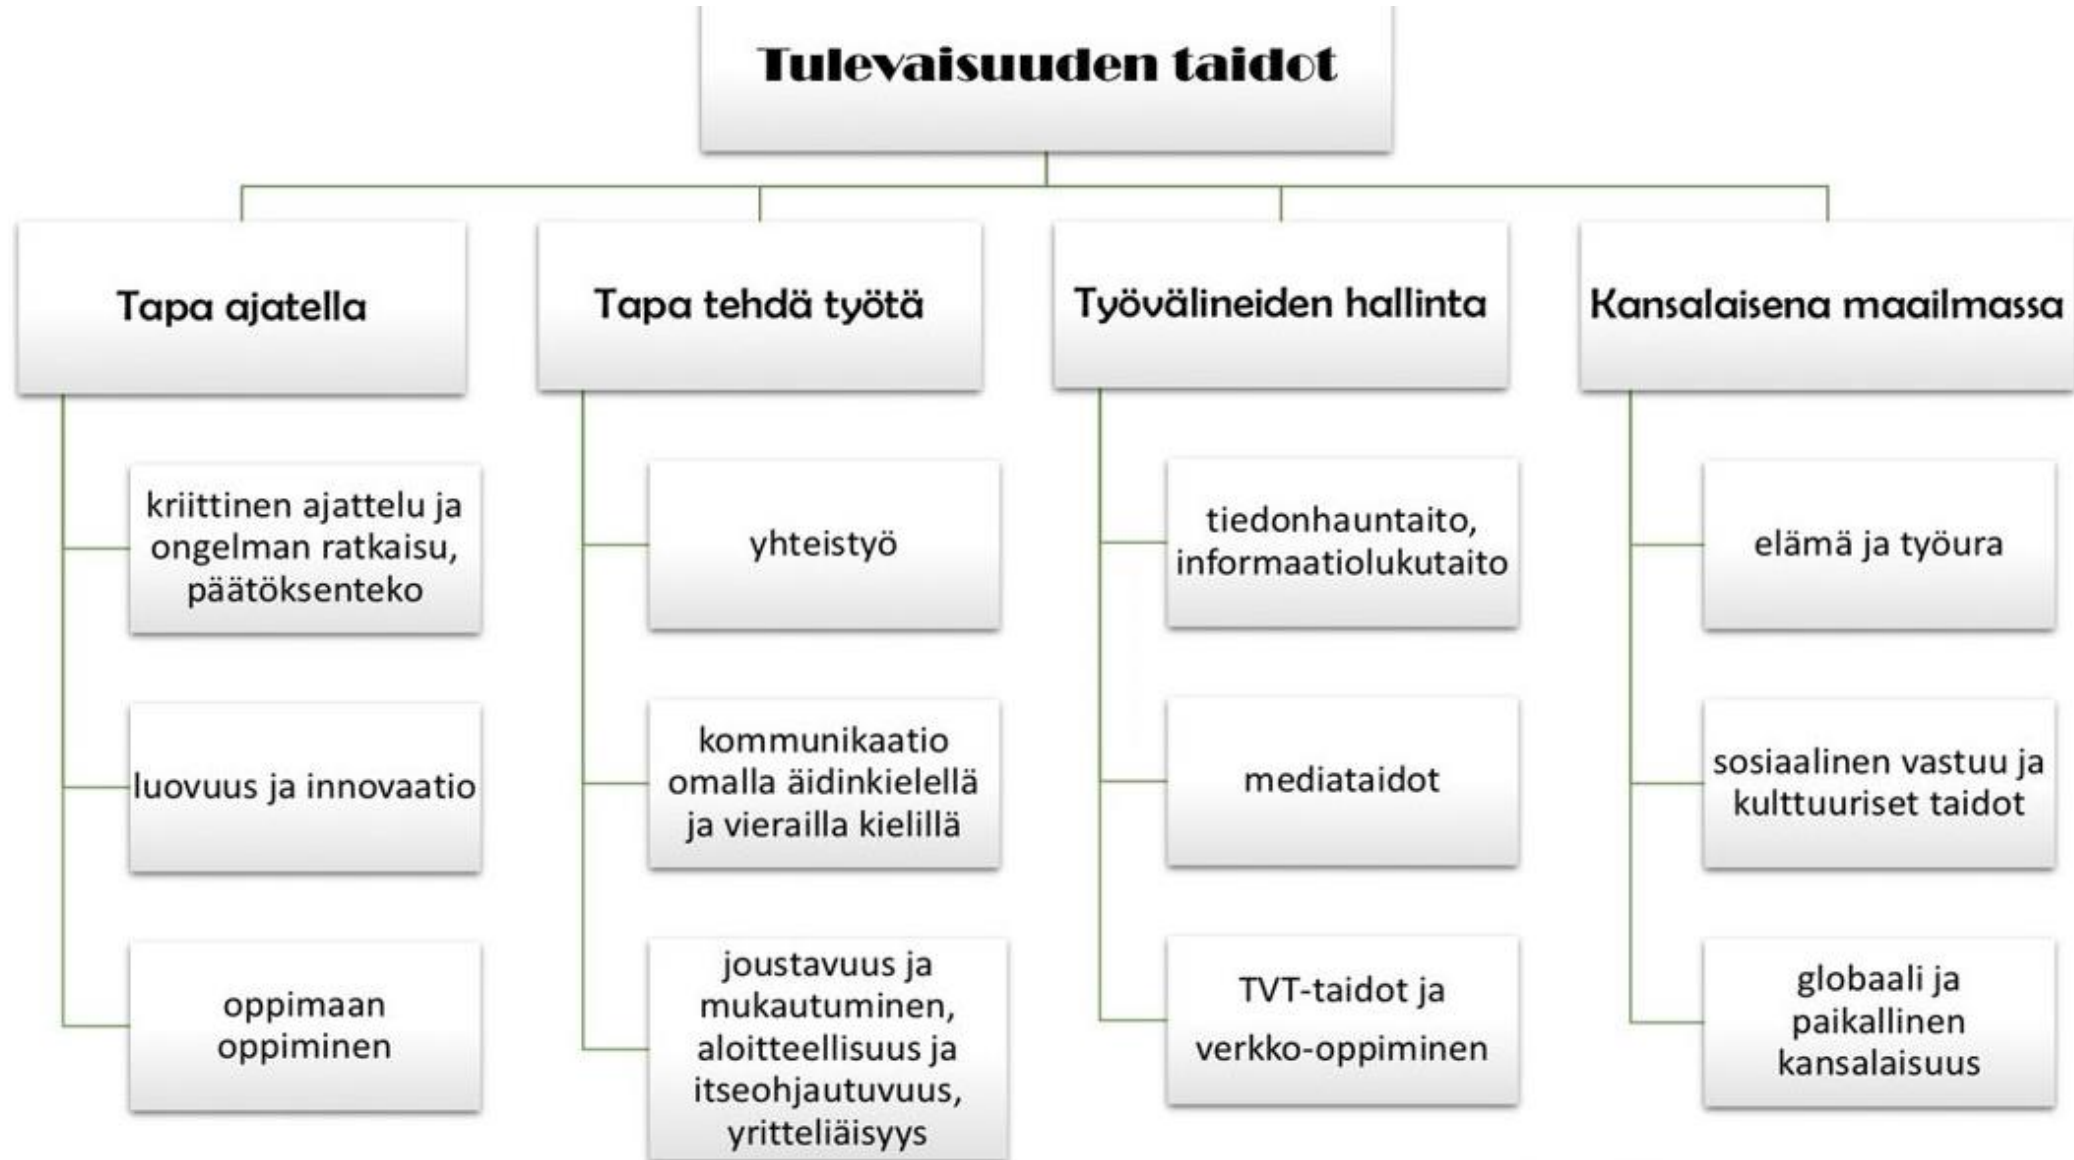 Tulevaisuuden taidot
Tapa ajatella
kriittinen ajattelu ja
ongelman ratkaisu,
päätöksenteko
luovuus ja innovaatio
oppimaan
oppiminen
Tapa tehdä työtä
yhteistyö
kommunikaatio
omalla äidinkielellä
ja vierailla kielillä
joustavuus ja
mukautuminen,
aloitteellisuus ja
itseohjautuvuus,
yritteliäisyys
Työvälineiden hallinta
tiedonhauntaito,
informaatiolukutaito
mediataidot
TVT-taidot ja
verkko-oppiminen
Kansalaisena maailmassa
elämä ja työura
sosiaalinen vastuu ja
kulttuuriset taidot
globaali ja
paikallinen
kansalaisuus